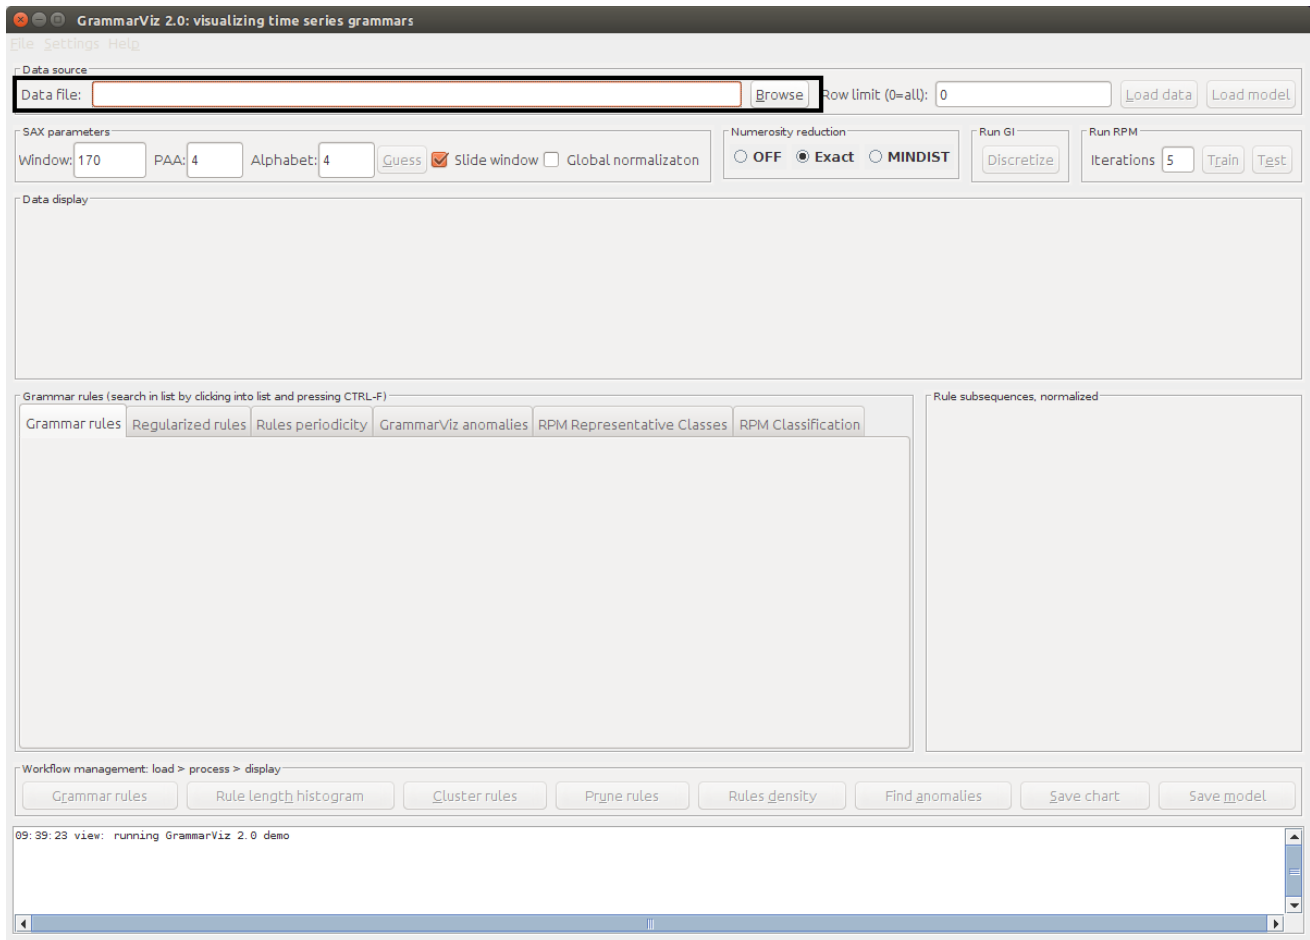 GrammarViz 2.0: visualizing time series grammars
File Settings Help
Data source
Data file: Browse Row limit (0=all): 0 Load data Load model
SAX parameters Numerosity reduction Run GI Run RPM
Window: 170 PAA: 4 Alphabet: 4 Guess Slide window Global normalizaton OFF Exact MINDIST Discretize Iterations 5 Train Test
Data display
Grammar rules (search in list by clicking into list and pressing CTRL-F) Rule subsequences, normalized
Grammar rules Regularized rules Rules periodicity GrammarViz anomalies RPM Representative Classes RPM Classification
Workflow management: load > process > display
Grammar rules Rule length histogram Cluster rules Prune rules Rules density Find anomalies Save chart Save model
09:39:23 view: running GrammarViz 2.0 demo